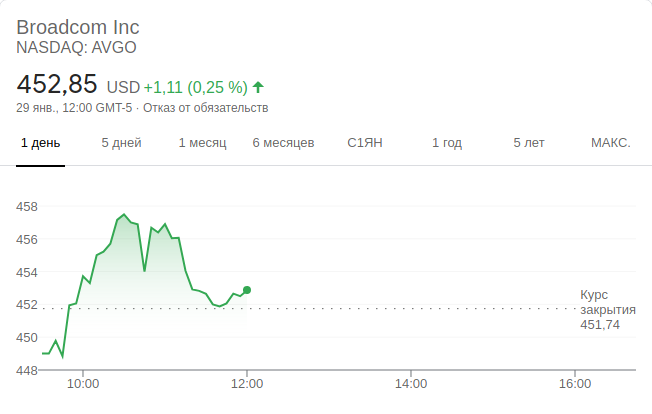 Broadcom Inc
NASDAQ: AVGO
452,85 USD +1,11 (0,25 %)
29 янв., 12:00 GMT-5 · Отказ от обязательств
1 день 5 дней 1 месяц 6 месяцев С1ЯН 1 год 5 лет МАКС.
458
456
454
452
450
448
Курс
закрытия
451,74
10:00 12:00 14:00 16:00